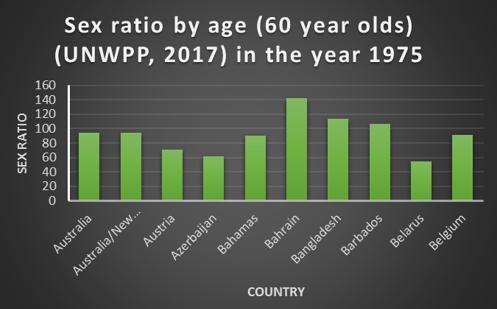 Sex ratio by age (60 year olds)
(UNWPP, 2017) in the year 1975
SEX RATIO
160
140
120
100
80
60
40
20
0
Australia
Australia/New...
Austria
Azerbaijan
Bahamas
Bahrain
Bangladesh
Barbados
Belarus
Belgium
COUNTRY